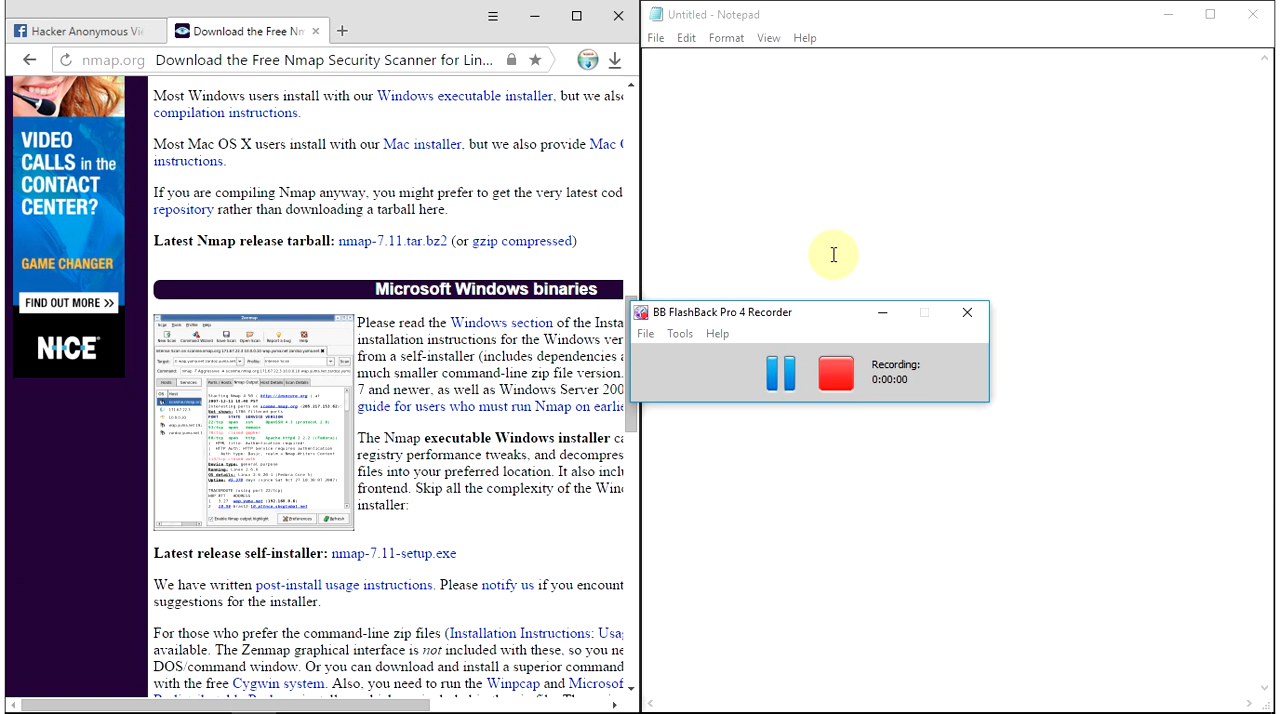 Hacker Anonymous Vi
Download the Free Nm
nmap.org Download the Free Nmap Security Scanner for Lin...
VIDEO
CALLS in the
CONTACT
CENTER?
GAME CHANGER
FIND OUT MORE >>
NICE
Most Windows users install with our Windows executable installer, but we also
compilation instructions.
Most Mac OS X users install with our Mac installer, but we also provide Mac
instructions.
If you are compiling Nmap anyway, you might prefer to get the very latest cod
repository rather than downloading a tarball here.
Latest Nmap release tarball: nmap-7.11.tar.bz2 (or gzip compressed)
Microsoft Windows binaries
Zenmap
Please read the Windows section of the Insta
installation instructions for the Windows ver
from a self-installer (includes dependencies
much smaller command-line zip file version.
7 and newer, as well as Windows Server 200
guide for users who must run Nmap on earlie
The Nmap executable Windows installer ca
registry performance tweaks, and decompres
files into your preferred location. It also inclu
frontend. Skip all the complexity of the Wind
installer:
Latest release self-installer: nmap-7.11-setup.exe
We have written post-install usage instructions. Please notify us if you encount
suggestions for the installer.
For those who prefer the command-line zip files (Installation Instructions: Usag
available. The Zenmap graphical interface is not included with these, so you ne
DOS/command window. Or you can download and install a superior command
with the free Cygwin system. Also, you need to run the Winpcap and Microsof
Untitled - Notepad
File Edit Format View Help
BB FlashBack Pro 4 Recorder
File Tools Help
Recording:
0:00:00